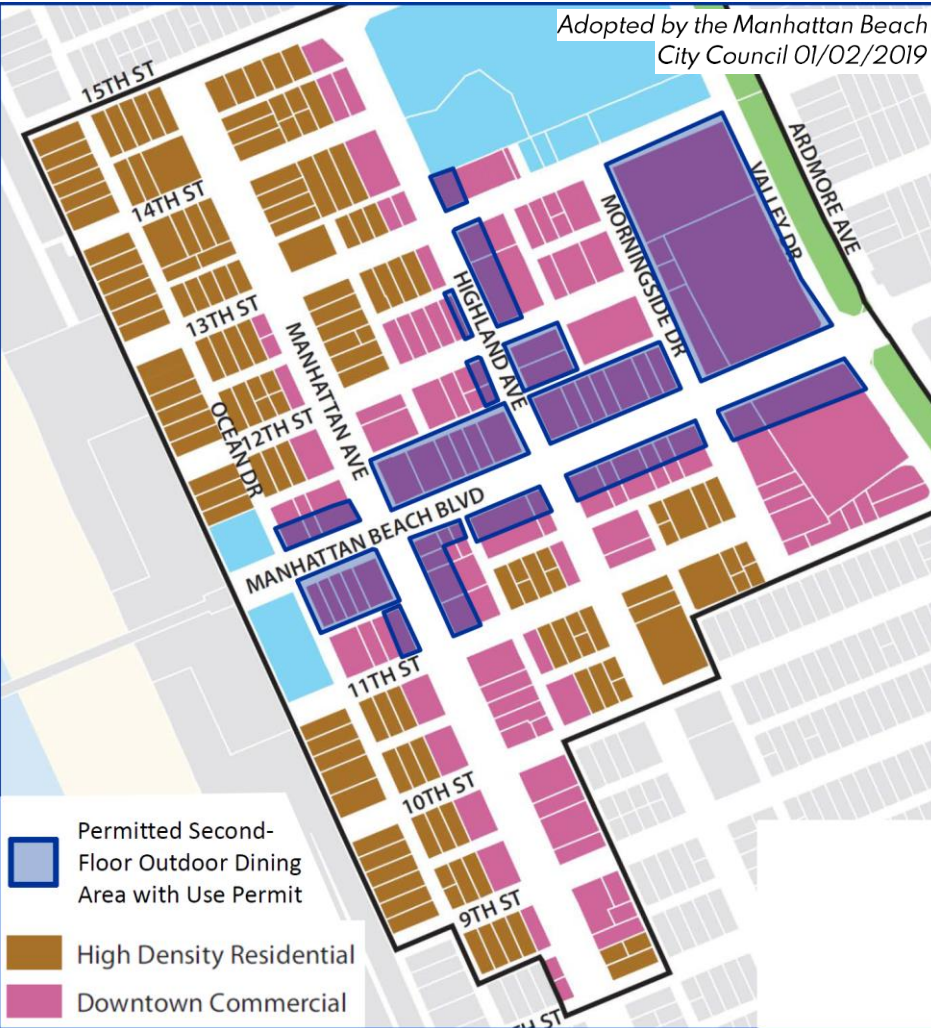 Adopted by the Manhattan Beach
City Council 01/02/2019
15TH ST
ARDMORE AVE
VALLEY DR
14TH ST
MORNINGSIDE DR
HIGHLAND AVE
13TH ST
MANHATTAN AVE
OCEAN DR
12TH ST
MANHATTAN BEACH BLVD
11TH ST
10TH ST
9TH ST
Permitted Second-
Floor Outdoor Dining
Area with Use Permit
High Density Residential
Downtown Commercial
ST